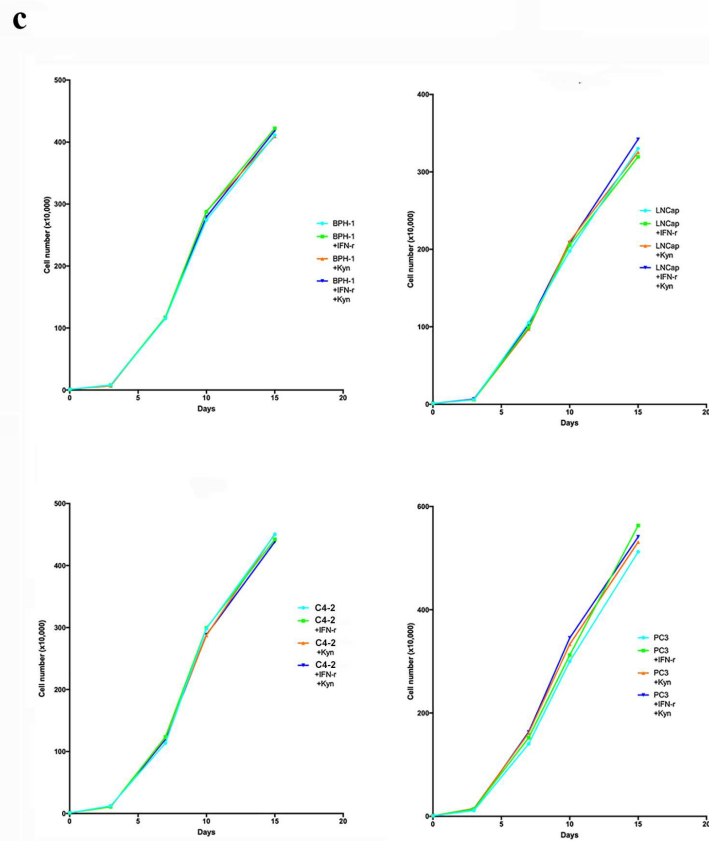 c
500
400
300
200
100
0
0
5
10
15
20
Cell number (x10,000)
Days
BPH-1
BPH-1
+IFN-r
BPH-1
+Kyn
BPH-1
+IFN-r
+Kyn
400
300
200
100
0
0
5
10
15
20
Cell number (x10,000)
Days
LNCap
LNCap
+IFN-r
LNCap
+Kyn
LNCap
+IFN-r
+Kyn
500
400
300
200
100
0
0
5
10
15
20
Cell number (x10,000)
Days
C4-2
C4-2
+IFN-r
C4-2
+Kyn
C4-2
+IFN-r
+Kyn
600
400
200
0
0
5
10
15
20
Cell number (x10,000)
Days
PC3
PC3
+IFN-r
PC3
+Kyn
PC3
+IFN-r
+Kyn